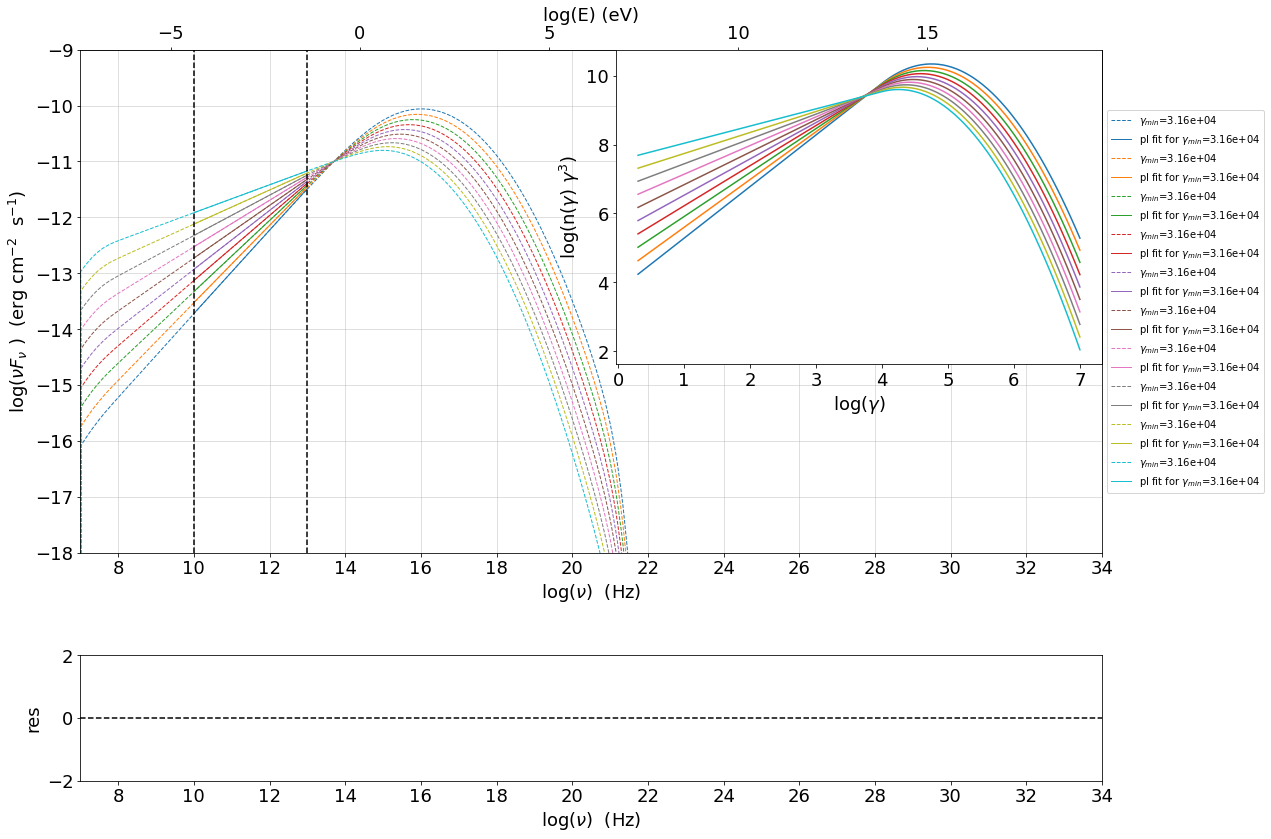 log(E) (eV)
−5 0 5 10 15
−9
−10
−11
−12
−13
−14
−15
−16
−17
−18
log(νF_ν ) (erg cm⁻² s⁻¹)
8 10 12 14 16 18 20 22 24 26 28 30 32 34
log(ν) (Hz)
10
8
6
4
2
log(n(γ) γ³)
0 1 2 3 4 5 6 7
log(γ)
γ_min=3.16e+04
pl fit for γ_min=3.16e+04
γ_min=3.16e+04
pl fit for γ_min=3.16e+04
γ_min=3.16e+04
pl fit for γ_min=3.16e+04
γ_min=3.16e+04
pl fit for γ_min=3.16e+04
γ_min=3.16e+04
pl fit for γ_min=3.16e+04
γ_min=3.16e+04
pl fit for γ_min=3.16e+04
γ_min=3.16e+04
pl fit for γ_min=3.16e+04
γ_min=3.16e+04
pl fit for γ_min=3.16e+04
γ_min=3.16e+04
pl fit for γ_min=3.16e+04
γ_min=3.16e+04
pl fit for γ_min=3.16e+04
2
0
−2
res
8 10 12 14 16 18 20 22 24 26 28 30 32 34
log(ν) (Hz)